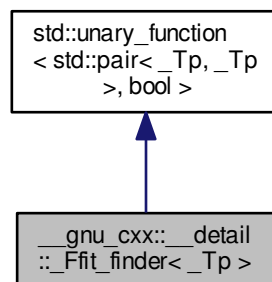 std::unary_function
< std::pair< _Tp, _Tp
>, bool >
__gnu_cxx::__detail
::_Ffit_finder< _Tp >